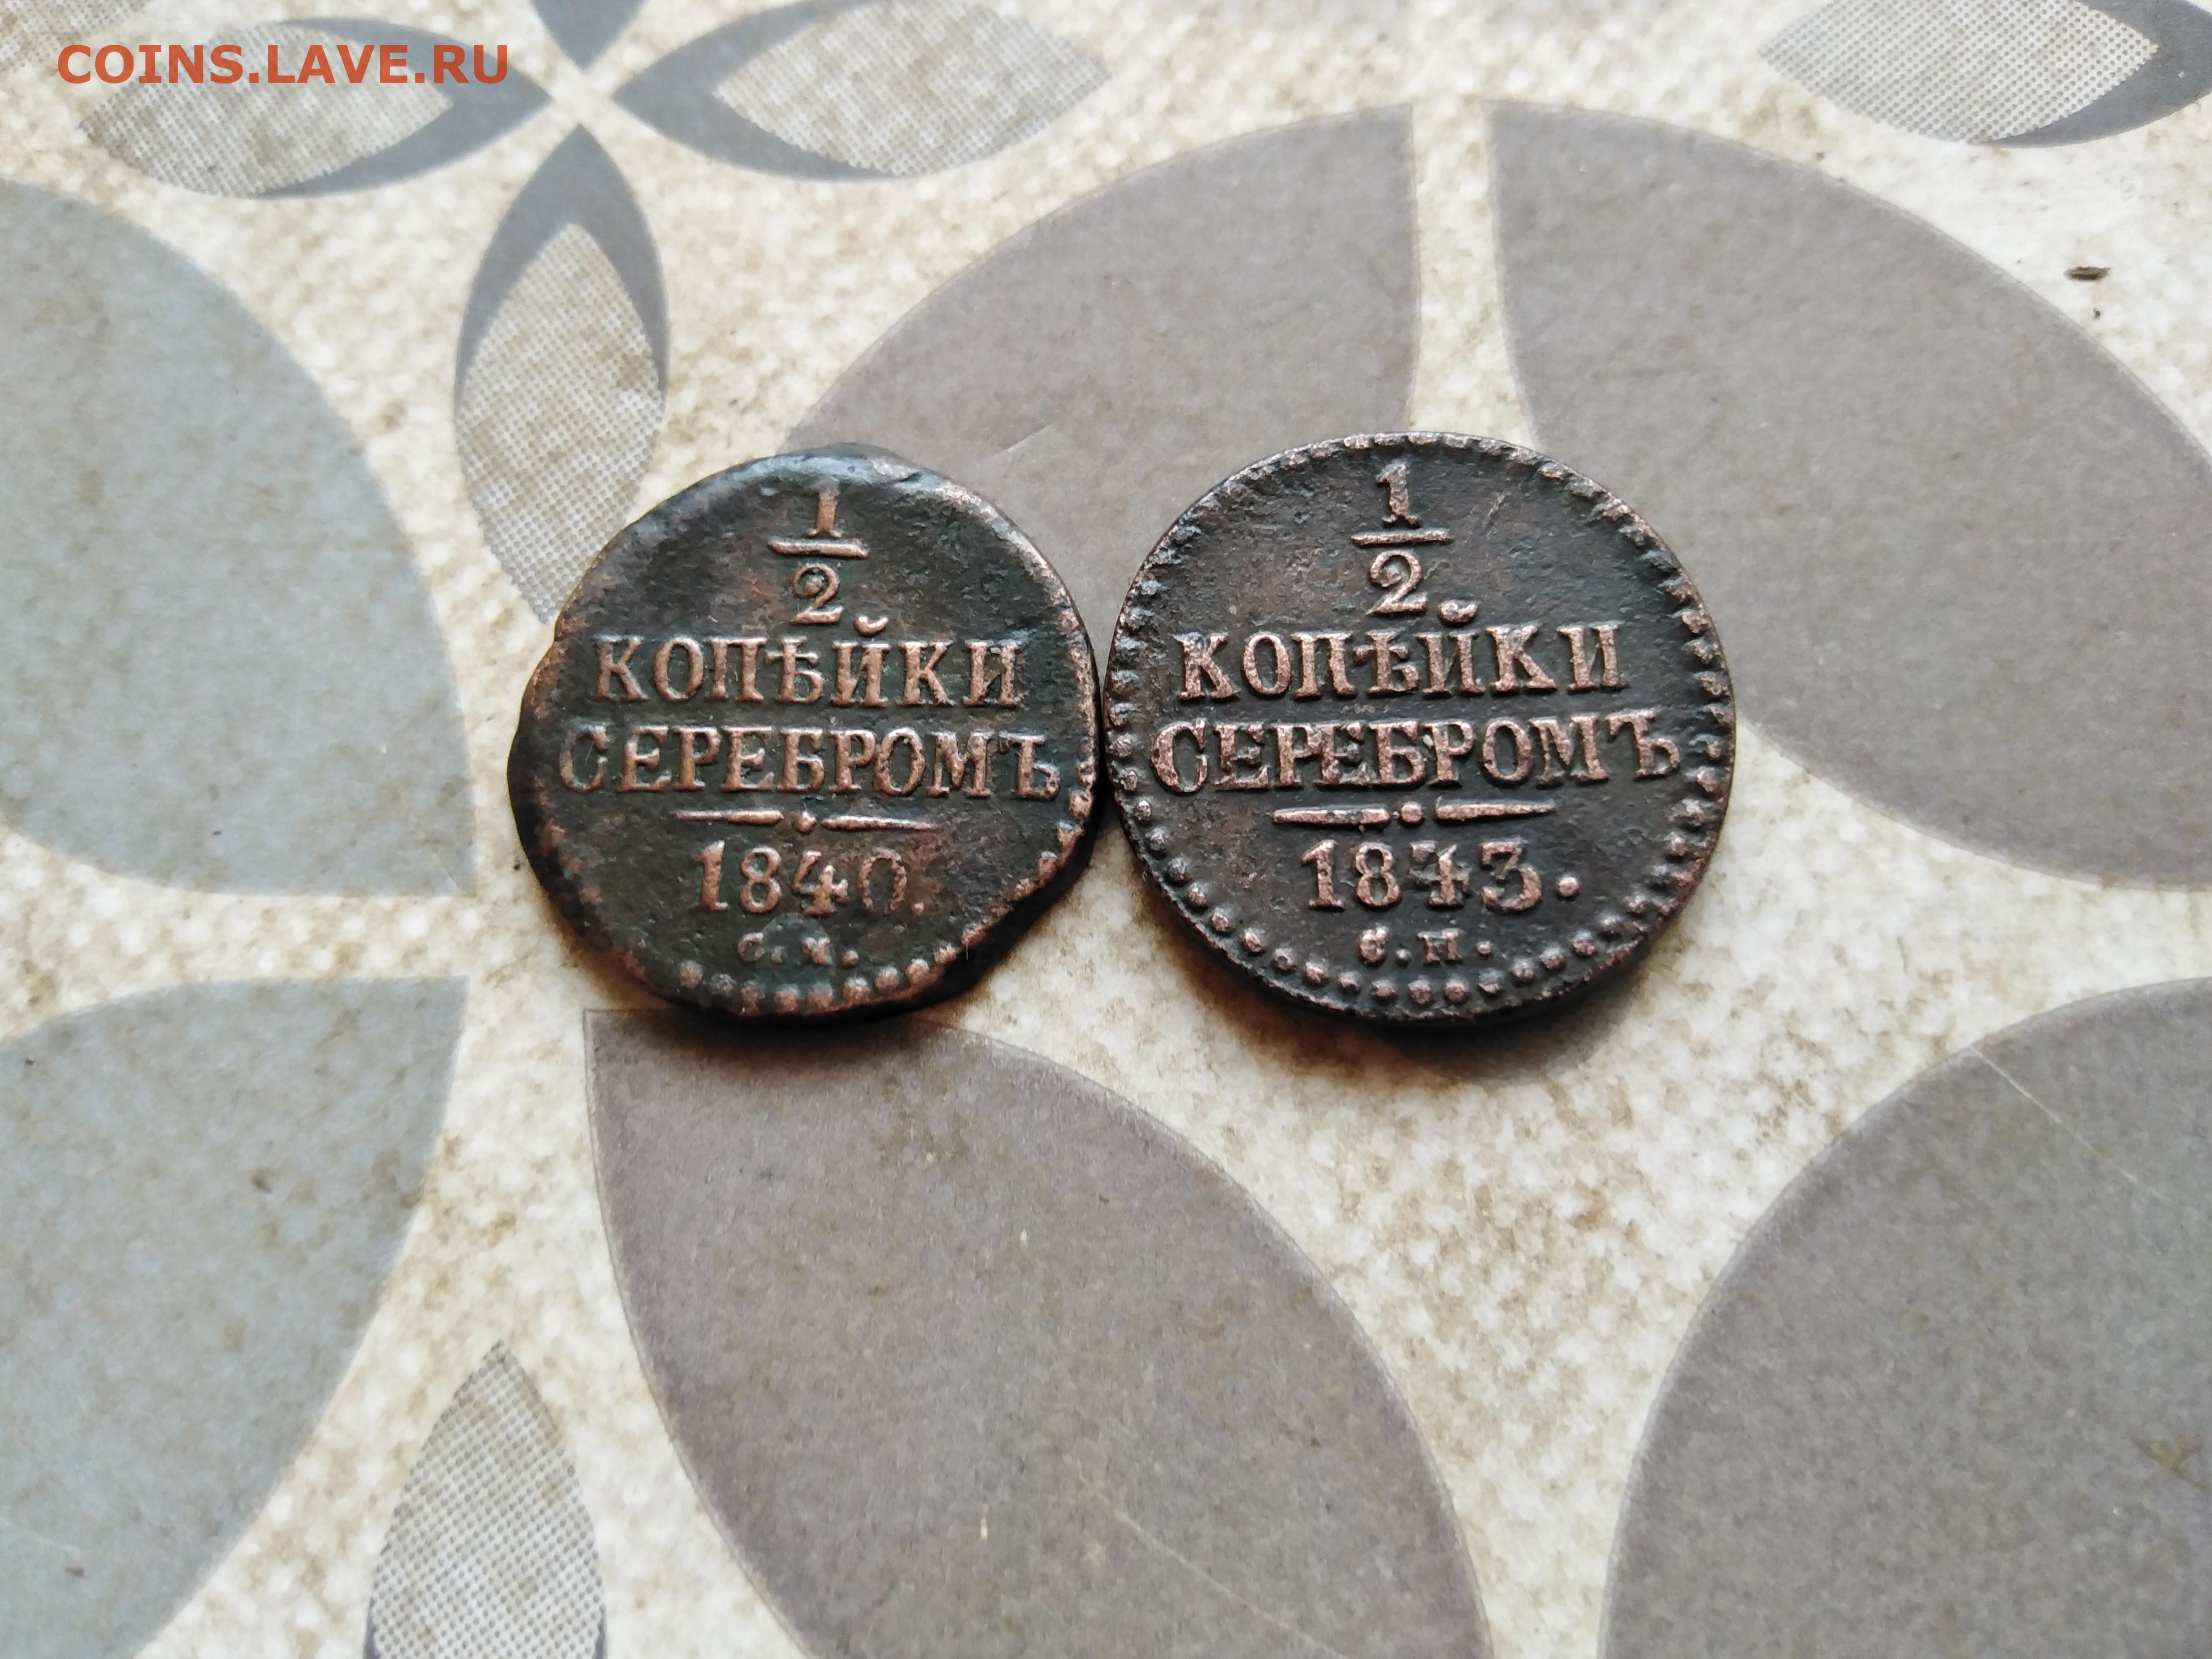 COINS.LAVE.RU
1
2
КОПѢЙКИ
СЕРЕБРОМЪ
1840.
С.М.
1
2
КОПѢЙКИ
СЕРЕБРОМЪ
1843.
С.М.